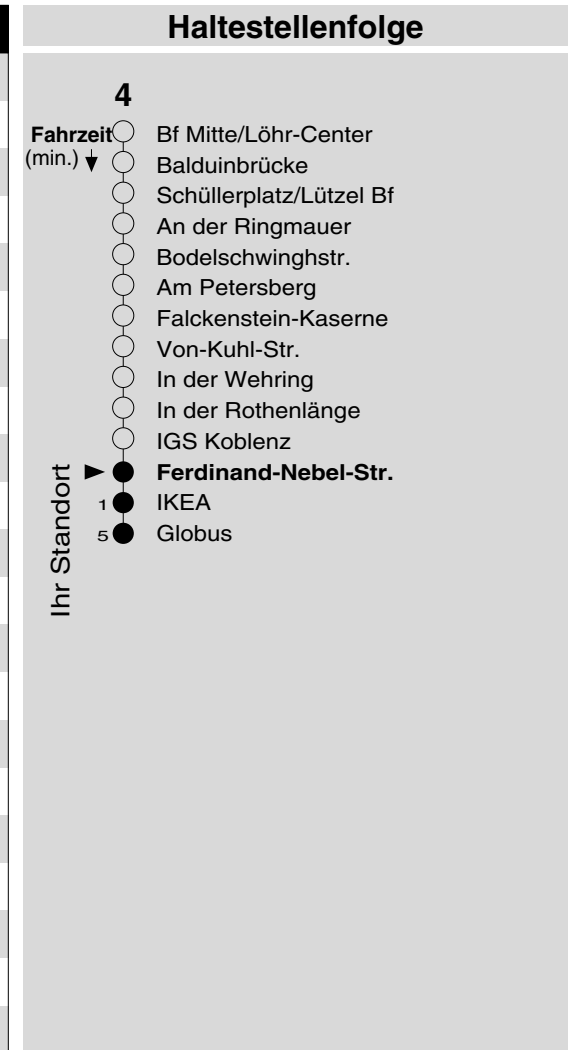 Haltestellenfolge
4
Fahrzeit
(min.)
Bf Mitte/Löhr-Center
Balduinbrücke
Schüllerplatz/Lützel Bf
An der Ringmauer
Bodelschwinghstr.
Am Petersberg
Falckenstein-Kaserne
Von-Kuhl-Str.
In der Wehring
In der Rothenlänge
IGS Koblenz
Ihr Standort
Ferdinand-Nebel-Str.
1 IKEA
5 Globus